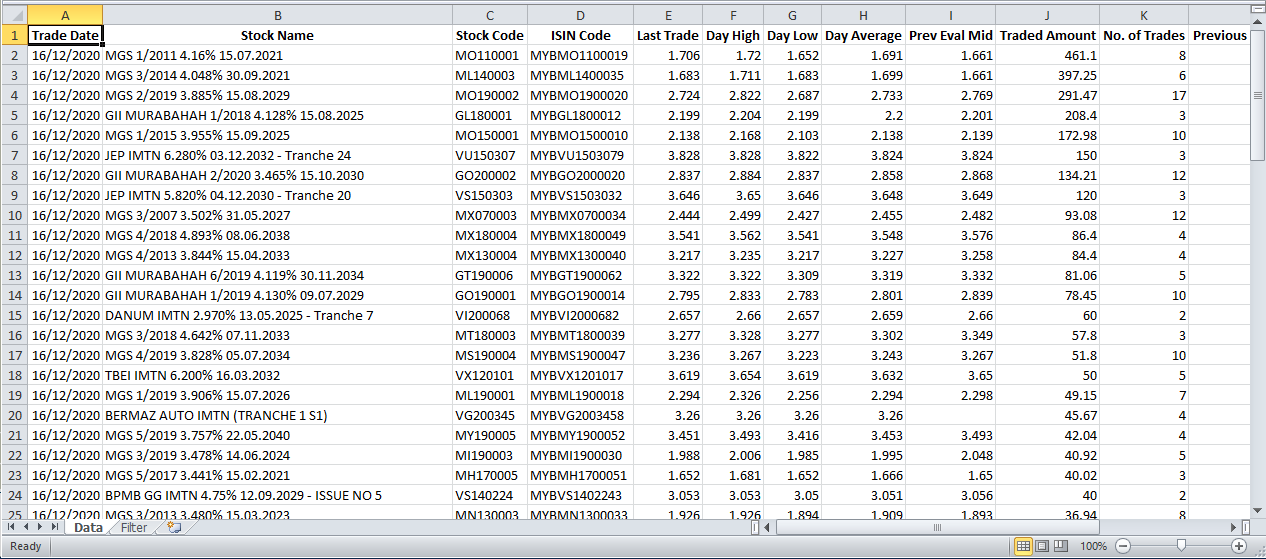 A B C D E F G H I J K
1 Trade Date Stock Name Stock Code ISIN Code Last Trade Day High Day Low Day Average Prev Eval Mid Traded Amount No. of Trades Previous
2 16/12/2020 MGS 1/2011 4.16% 15.07.2021 MO110001 MYBMO1100019 1.706 1.72 1.652 1.691 1.661 461.1 8
3 16/12/2020 MGS 3/2014 4.048% 30.09.2021 ML140003 MYBML1400035 1.683 1.711 1.683 1.699 1.661 397.25 6
4 16/12/2020 MGS 2/2019 3.885% 15.08.2029 MO190002 MYBMO1900020 2.724 2.822 2.687 2.733 2.769 291.47 17
5 16/12/2020 GII MURABAHAH 1/2018 4.128% 15.08.2025 GL180001 MYBGL1800012 2.199 2.204 2.199 2.2 2.201 208.4 3
6 16/12/2020 MGS 1/2015 3.955% 15.09.2025 MO150001 MYBMO1500010 2.138 2.168 2.103 2.138 2.139 172.98 10
7 16/12/2020 JEP IMTN 6.280% 03.12.2032 - Tranche 24 VU150307 MYBVU1503079 3.828 3.828 3.822 3.824 3.824 150 3
8 16/12/2020 GII MURABAHAH 2/2020 3.465% 15.10.2030 GO200002 MYBGO2000020 2.837 2.884 2.837 2.858 2.868 134.21 12
9 16/12/2020 JEP IMTN 5.820% 04.12.2030 - Tranche 20 VS150303 MYBVS1503032 3.646 3.65 3.646 3.648 3.649 120 3
10 16/12/2020 MGS 3/2007 3.502% 31.05.2027 MX070003 MYBMX0700034 2.444 2.499 2.427 2.455 2.482 93.08 12
11 16/12/2020 MGS 4/2018 4.893% 08.06.2038 MX180004 MYBMX1800049 3.541 3.562 3.541 3.548 3.576 86.4 4
12 16/12/2020 MGS 4/2013 3.844% 15.04.2033 MX130004 MYBMX1300040 3.217 3.235 3.217 3.227 3.258 84.4 4
13 16/12/2020 GII MURABAHAH 6/2019 4.119% 30.11.2034 GT190006 MYBGT1900062 3.322 3.322 3.309 3.319 3.332 81.06 5
14 16/12/2020 GII MURABAHAH 1/2019 4.130% 09.07.2029 GO190001 MYBGO1900014 2.795 2.833 2.783 2.801 2.839 78.45 10
15 16/12/2020 DANUM IMTN 2.970% 13.05.2025 - Tranche 7 VI200068 MYBVI2000682 2.657 2.66 2.657 2.659 2.66 60 2
16 16/12/2020 MGS 3/2018 4.642% 07.11.2033 MT180003 MYBMT1800039 3.277 3.328 3.277 3.302 3.349 57.8 3
17 16/12/2020 MGS 4/2019 3.828% 05.07.2034 MS190004 MYBMS1900047 3.236 3.267 3.223 3.243 3.267 51.8 10
18 16/12/2020 TBEI IMTN 6.200% 16.03.2032 VX120101 MYBVX1201017 3.619 3.654 3.619 3.632 3.65 50 5
19 16/12/2020 MGS 1/2019 3.906% 15.07.2026 ML190001 MYBML1900018 2.294 2.326 2.256 2.294 2.298 49.15 7
20 16/12/2020 BERMAZ AUTO IMTN (TRANCHE 1 S1) VG200345 MYBVG2003458 3.26 3.26 3.26 3.26 45.67 4
21 16/12/2020 MGS 5/2019 3.757% 22.05.2040 MY190005 MYBMY1900052 3.451 3.493 3.416 3.453 3.493 42.04 4
22 16/12/2020 MGS 3/2019 3.478% 14.06.2024 MI190003 MYBMI1900030 1.988 2.006 1.985 1.995 2.048 40.92 5
23 16/12/2020 MGS 5/2017 3.441% 15.02.2021 MH170005 MYBMH1700051 1.652 1.681 1.652 1.666 1.65 40.02 3
24 16/12/2020 BPMB GG IMTN 4.75% 12.09.2029 - ISSUE NO 5 VS140224 MYBVS1402243 3.053 3.053 3.05 3.051 3.056 40 2
25 16/12/2020 MGS 3/2013 3.480% 15.03.2023 MN130003 MYBMN1300033 1.926 1.926 1.894 1.909 1.893 36.94 8
Data Filter
Ready 100%